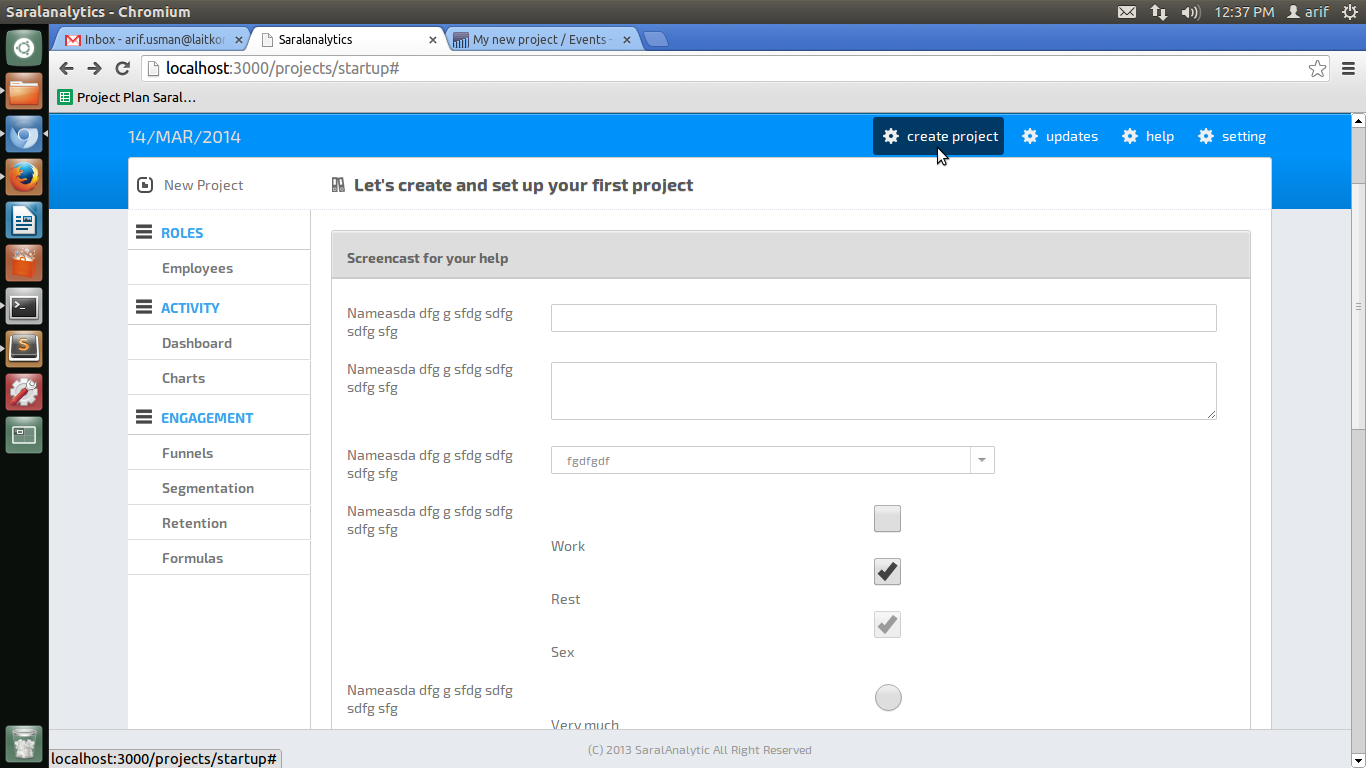 Saralanalytics - Chromium
12:37 PM arif
Inbox - arif.usman@laitko
Saralanalytics
My new project / Events -
localhost:3000/projects/startup#
Project Plan Saral...
14/MAR/2014
create project
updates
help
setting
New Project
Let's create and set up your first project
ROLES
Employees
ACTIVITY
Dashboard
Charts
ENGAGEMENT
Funnels
Segmentation
Retention
Formulas
Screencast for your help
Nameasda dfg g sfdg sdfg
sdfg sfg
Nameasda dfg g sfdg sdfg
sdfg sfg
Nameasda dfg g sfdg sdfg
sdfg sfg
fgdfgdf
Nameasda dfg g sfdg sdfg
sdfg sfg
Work
Rest
Sex
Nameasda dfg g sfdg sdfg
sdfg sfg
Very much
(C) 2013 SaralAnalytic All Right Reserved
localhost:3000/projects/startup#